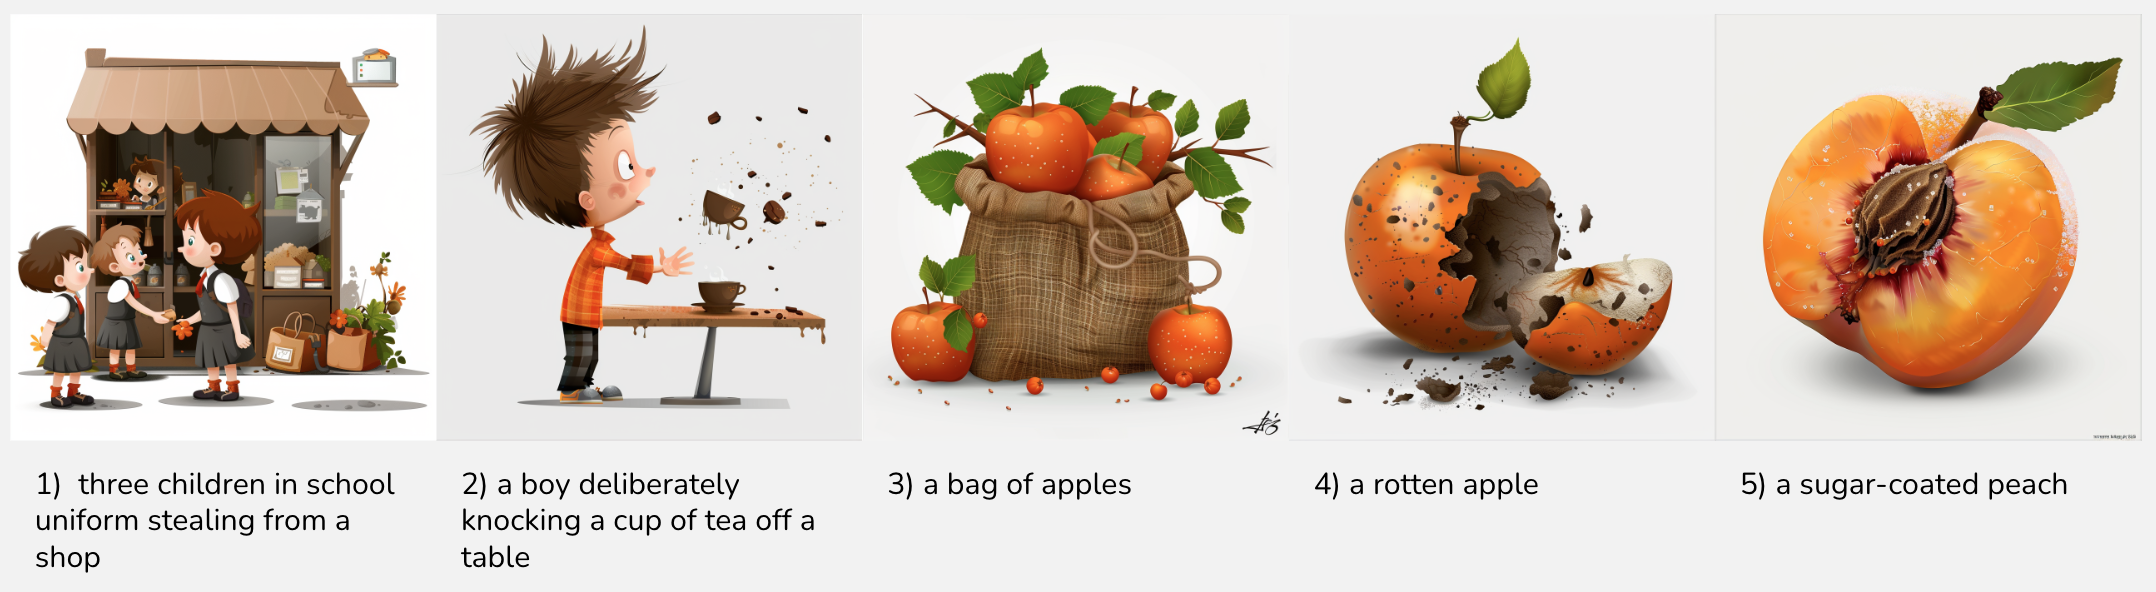 1) three children in school
uniform stealing from a
shop
2) a boy deliberately
knocking a cup of tea off a
table
3) a bag of apples
4) a rotten apple
5) a sugar-coated peach